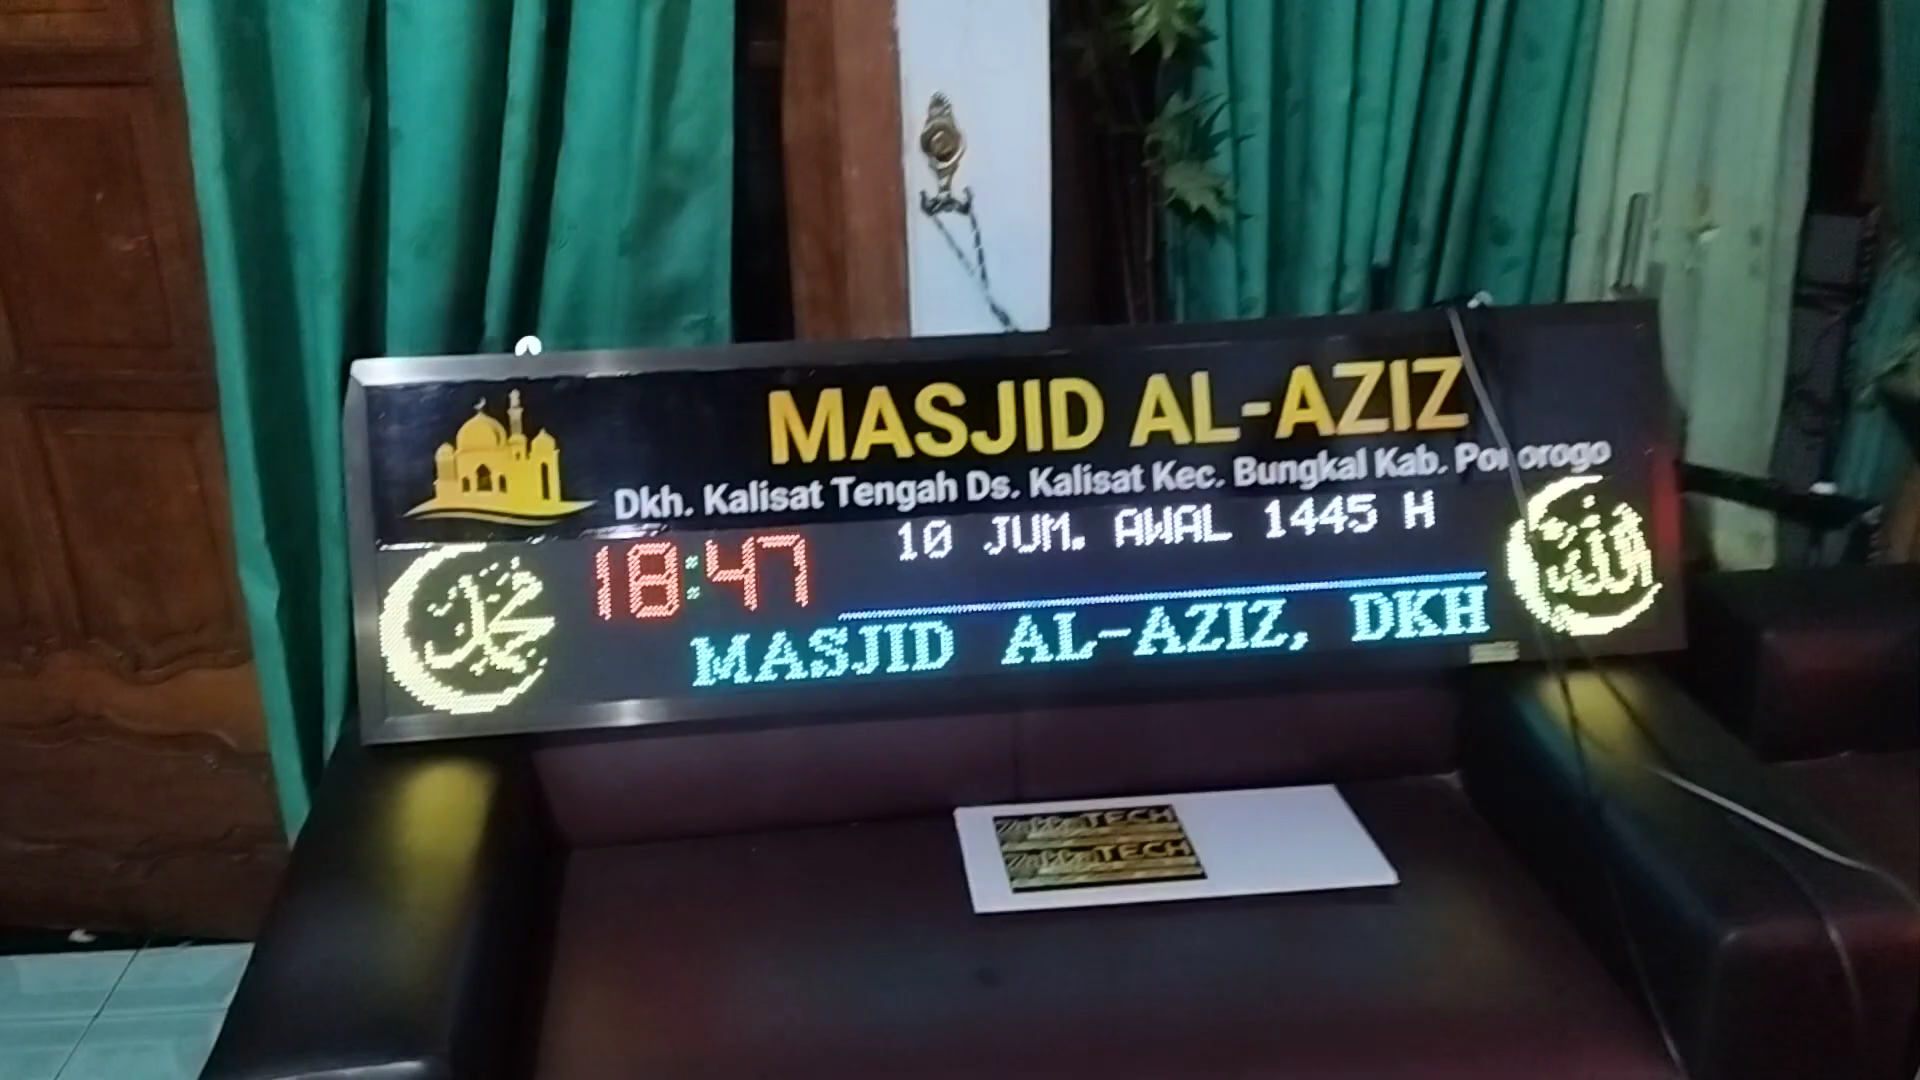 MASJID AL-AZIZ
Dkh. Kalisat Tengah Ds. Kalisat Kec. Bungkal Kab. Ponorogo
18:47
10 JUM. AWAL 1445 H
MASJID AL-AZIZ, DKH
محمد
الله
TECH
TECH